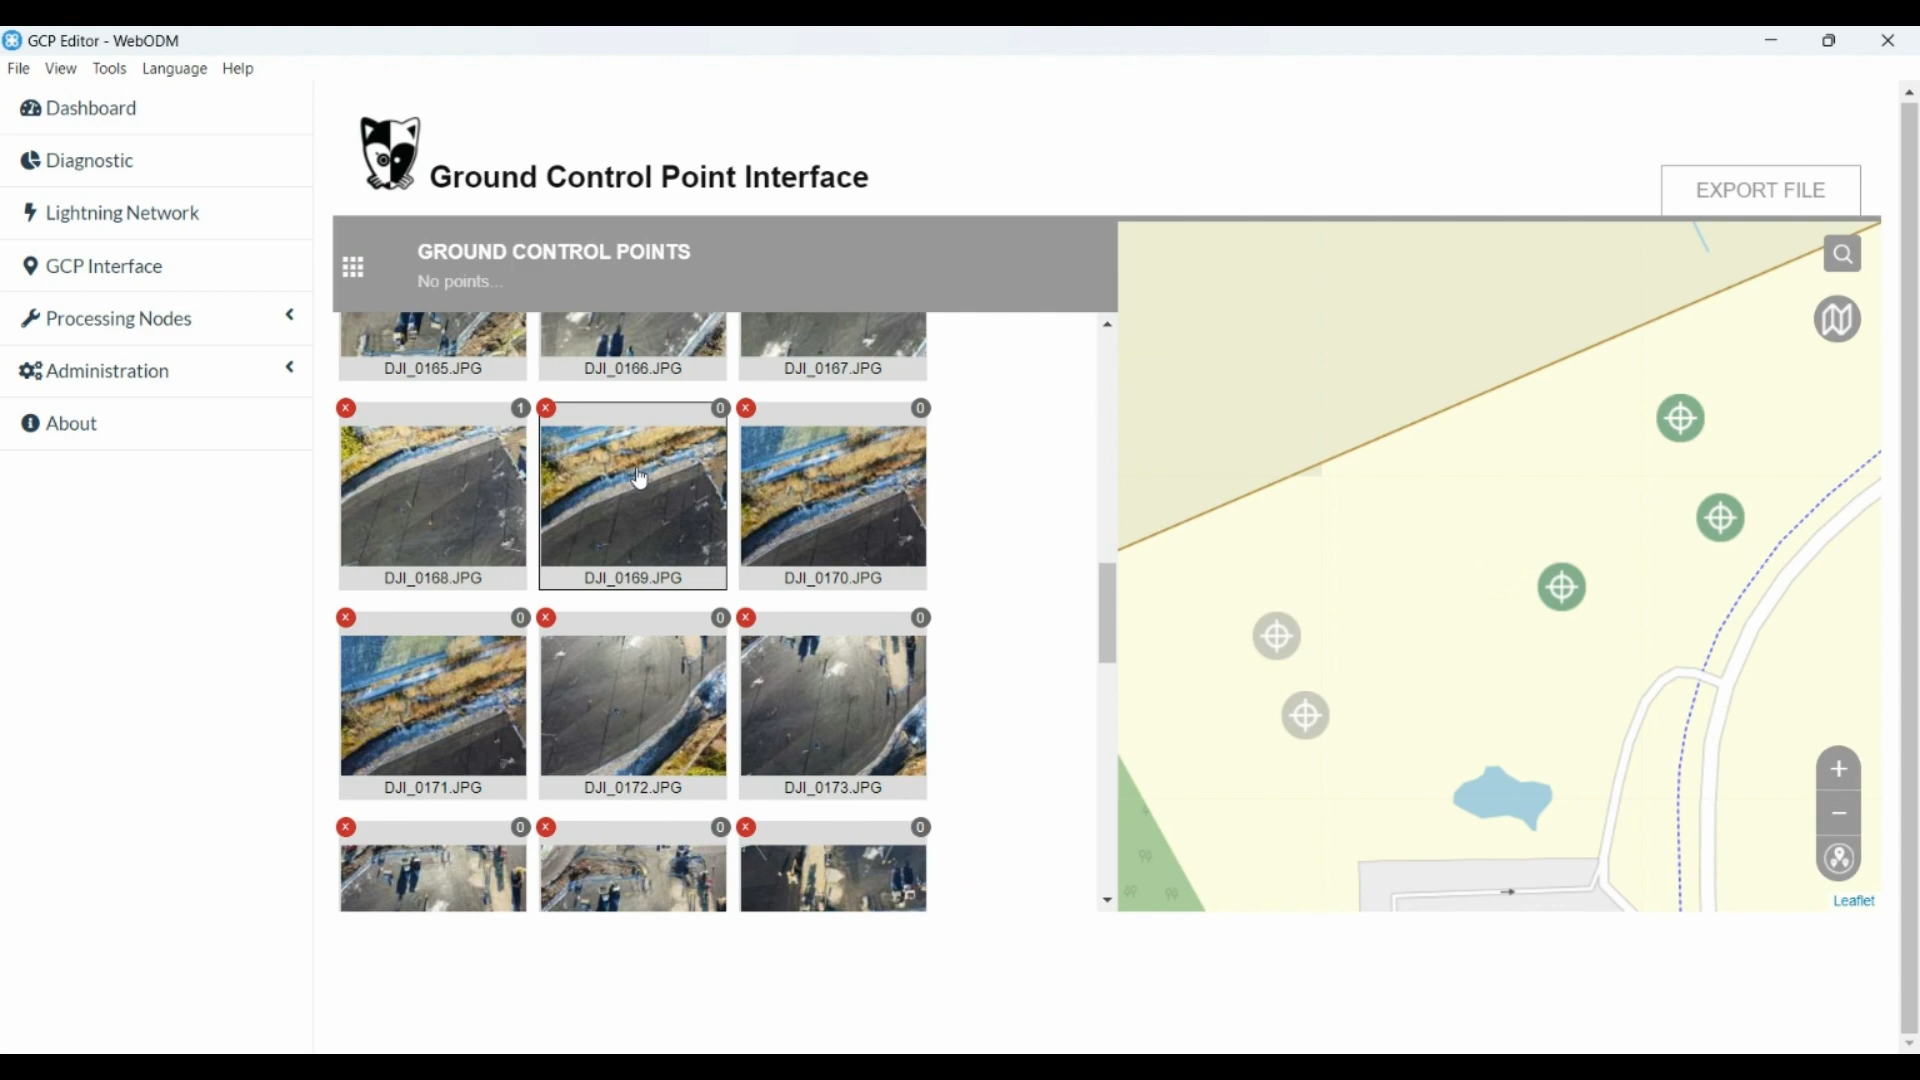 GCP Editor - WebODM
File View Tools Language Help
Dashboard
Diagnostic
Lightning Network
GCP Interface
Processing Nodes
Administration
About
Ground Control Point Interface
EXPORT FILE
GROUND CONTROL POINTS
No points...
DJI_0165.JPG DJI_0166.JPG DJI_0167.JPG
1 0 0
DJI_0168.JPG DJI_0169.JPG DJI_0170.JPG
0 0 0
DJI_0171.JPG DJI_0172.JPG DJI_0173.JPG
0 0 0
Leaflet